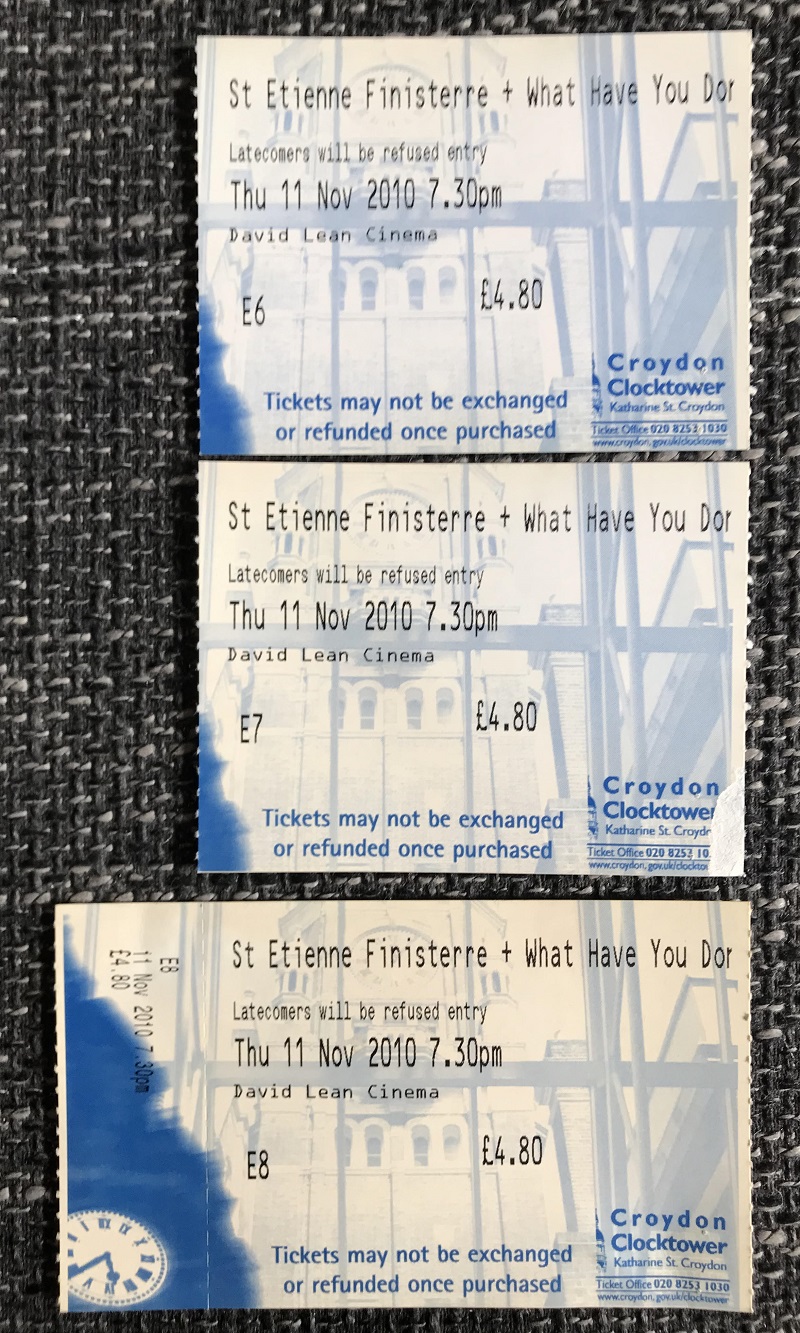 St Etienne Finisterre + What Have You Dor
Latecomers will be refused entry
Thu 11 Nov 2010 7.30pm
David Lean Cinema
E6
£4.80
Tickets may not be exchanged
or refunded once purchased
Croydon
Clocktower
Katharine St. Croydon
Ticket Office 020 8253 1030
www.croydon.gov.uk/clocktower
St Etienne Finisterre + What Have You Dor
Latecomers will be refused entry
Thu 11 Nov 2010 7.30pm
David Lean Cinema
E7
£4.80
Tickets may not be exchanged
or refunded once purchased
Croydon
Clocktower
Katharine St. Croydr
Ticket Office 020 8253 10
www.croydon.gov.uk/clockto
E8
11 Nov 2010 7.30pm
£4.80
St Etienne Finisterre + What Have You Dor
Latecomers will be refused entry
Thu 11 Nov 2010 7.30pm
David Lean Cinema
E8
£4.80
Tickets may not be exchanged
or refunded once purchased
Croydon
Clocktower
Katharine St. Croydon
Ticket Office 020 8253 1030
www.croydon.gov.uk/clocktower